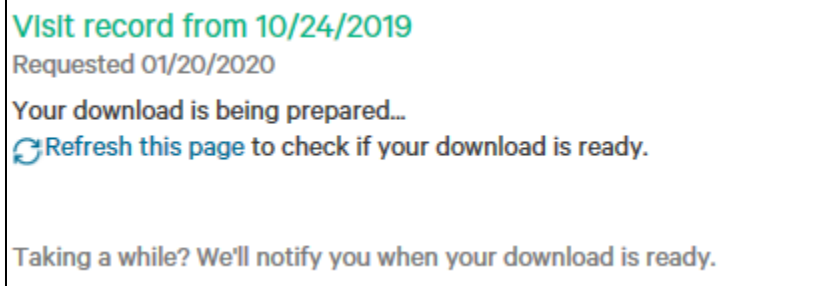 Visit record from 10/24/2019
Requested 01/20/2020
Your download is being prepared...
Refresh this page to check if your download is ready.
Taking a while? We'll notify you when your download is ready.